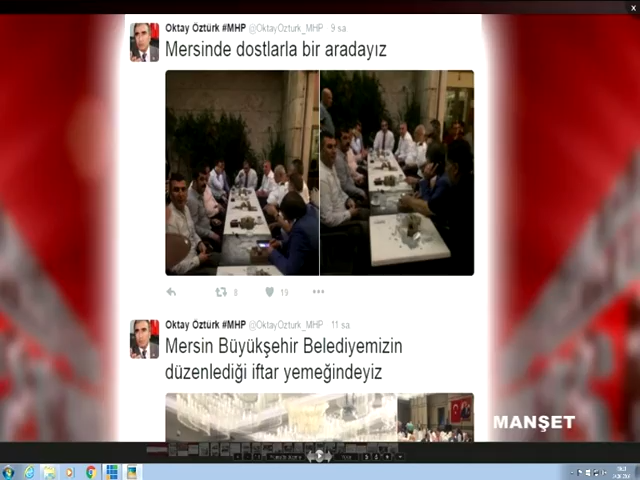 Oktay Öztürk #MHP @OktayOzturk_MHP 9 sa
Mersinde dostlarla bir aradayız
8 19
Oktay Öztürk #MHP @OktayOzturk_MHP 11 sa
Mersin Büyükşehir Belediyemizin
düzenlediği iftar yemeğindeyiz
MANŞET